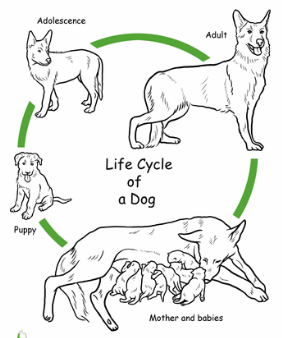 Adolescence
Adult
Life Cycle
of
a Dog
Puppy
Mother and babies